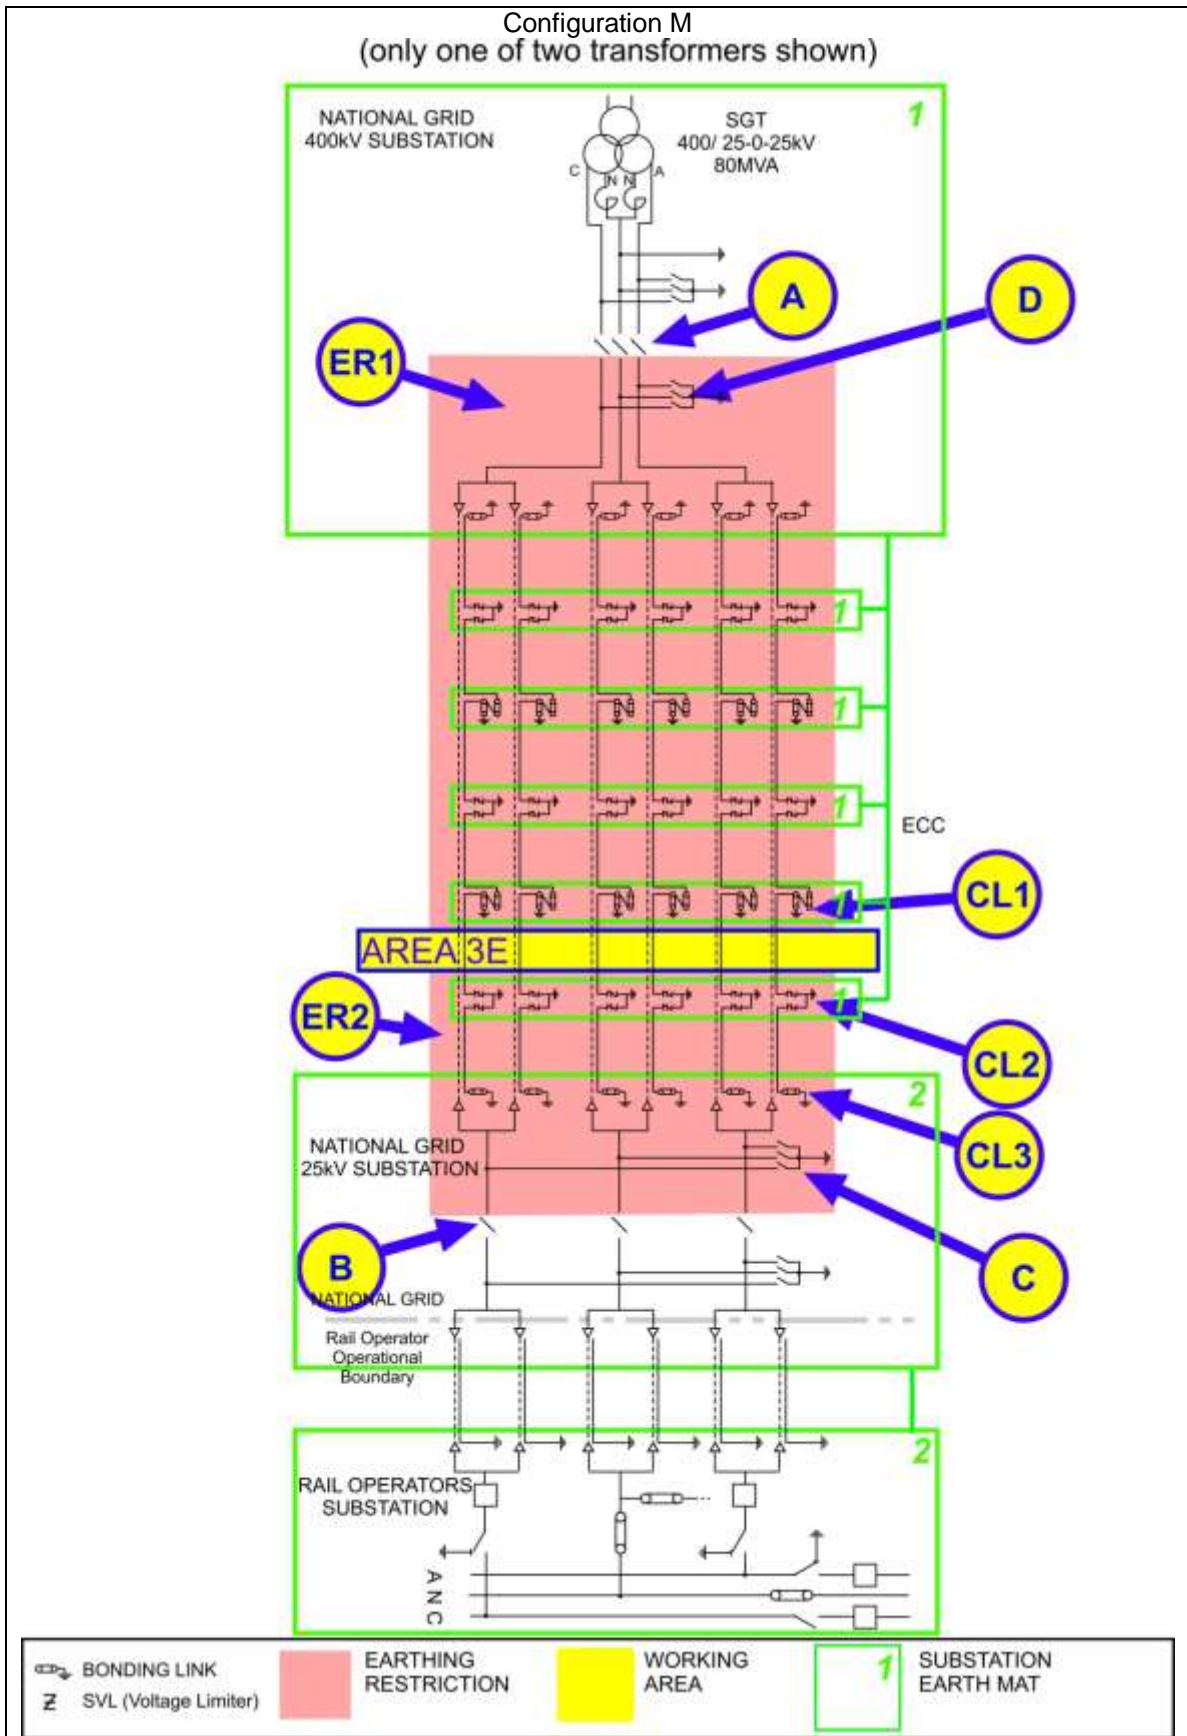 Configuration M
(only one of two transformers shown)
NATIONAL GRID
400kV SUBSTATION
SGT
400/ 25-0-25kV
80MVA
1
C
N N
A
A
D
ER1
1
1
1
ECC
CL1
1
AREA 3E
ER2
1
CL2
2
CL3
NATIONAL GRID
25kV SUBSTATION
B
C
NATIONAL GRID
Rail Operator
Operational
Boundary
2
RAIL OPERATORS
SUBSTATION
A
N
C
BONDING LINK
SVL (Voltage Limiter)
EARTHING
RESTRICTION
WORKING
AREA
1
SUBSTATION
EARTH MAT